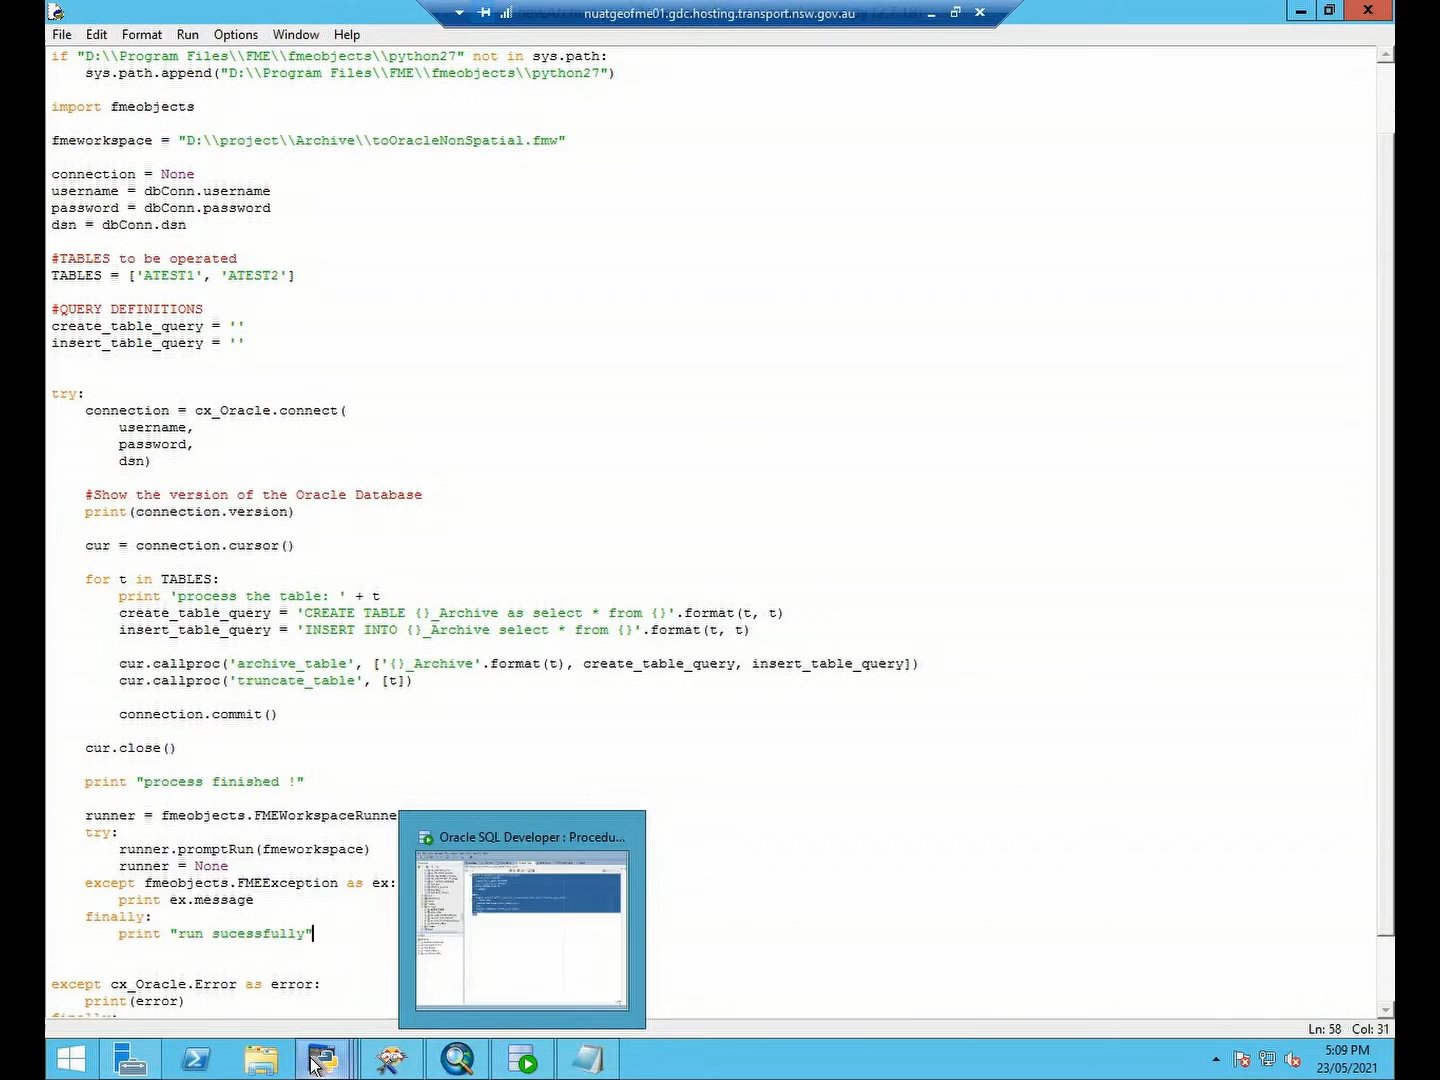 nuatgeofme01.gdc.hosting.transport.nsw.gov.au
File Edit Format Run Options Window Help
if "D:\\Program Files\\FME\\fmeobjects\\python27" not in sys.path:
    sys.path.append("D:\\Program Files\\FME\\fmeobjects\\python27")
import fmeobjects
fmeworkspace = "D:\\project\\Archive\\toOracleNonSpatial.fmw"
connection = None
username = dbConn.username
password = dbConn.password
dsn = dbConn.dsn
#TABLES to be operated
TABLES = ['ATEST1', 'ATEST2']
#QUERY DEFINITIONS
create_table_query = ''
insert_table_query = ''
try:
    connection = cx_Oracle.connect(
        username,
        password,
        dsn)
    #Show the version of the Oracle Database
    print(connection.version)
    cur = connection.cursor()
    for t in TABLES:
        print 'process the table: ' + t
        create_table_query = 'CREATE TABLE {}_Archive as select * from {}'.format(t, t)
        insert_table_query = 'INSERT INTO {}_Archive select * from {}'.format(t, t)
        cur.callproc('archive_table', ['{}_Archive'.format(t), create_table_query, insert_table_query])
        cur.callproc('truncate_table', [t])
        connection.commit()
    cur.close()
    print "process finished !"
    runner = fmeobjects.FMEWorkspaceRunne
    try:
        runner.promptRun(fmeworkspace)
        runner = None
    except fmeobjects.FMEException as ex:
        print ex.message
    finally:
        print "run sucessfully"
except cx_Oracle.Error as error:
    print(error)
finally:
Oracle SQL Developer : Procedu...
Ln: 58 Col: 31
5:09 PM
23/05/2021